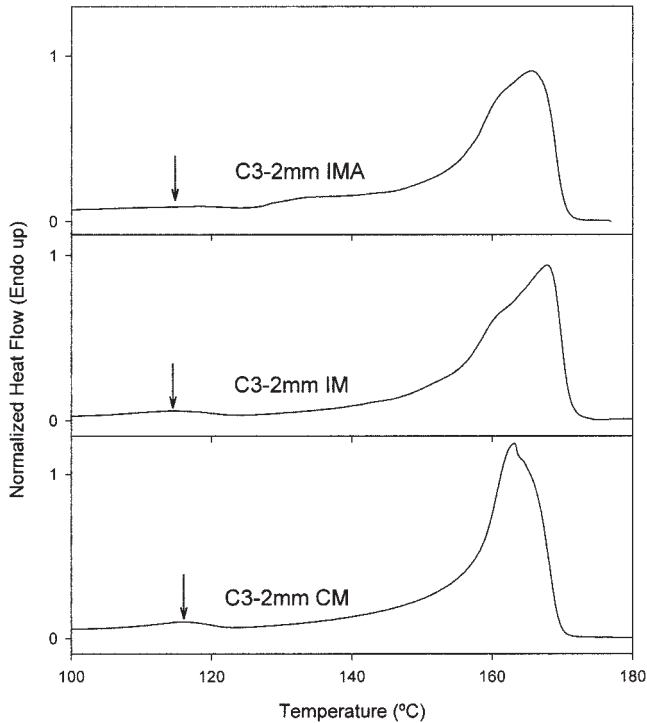 Normalized Heat Flow (Endo up)
1
C3-2mm IMA
0
1
C3-2mm IM
0
1
C3-2mm CM
0
100 120 140 160 180
Temperature (ºC)